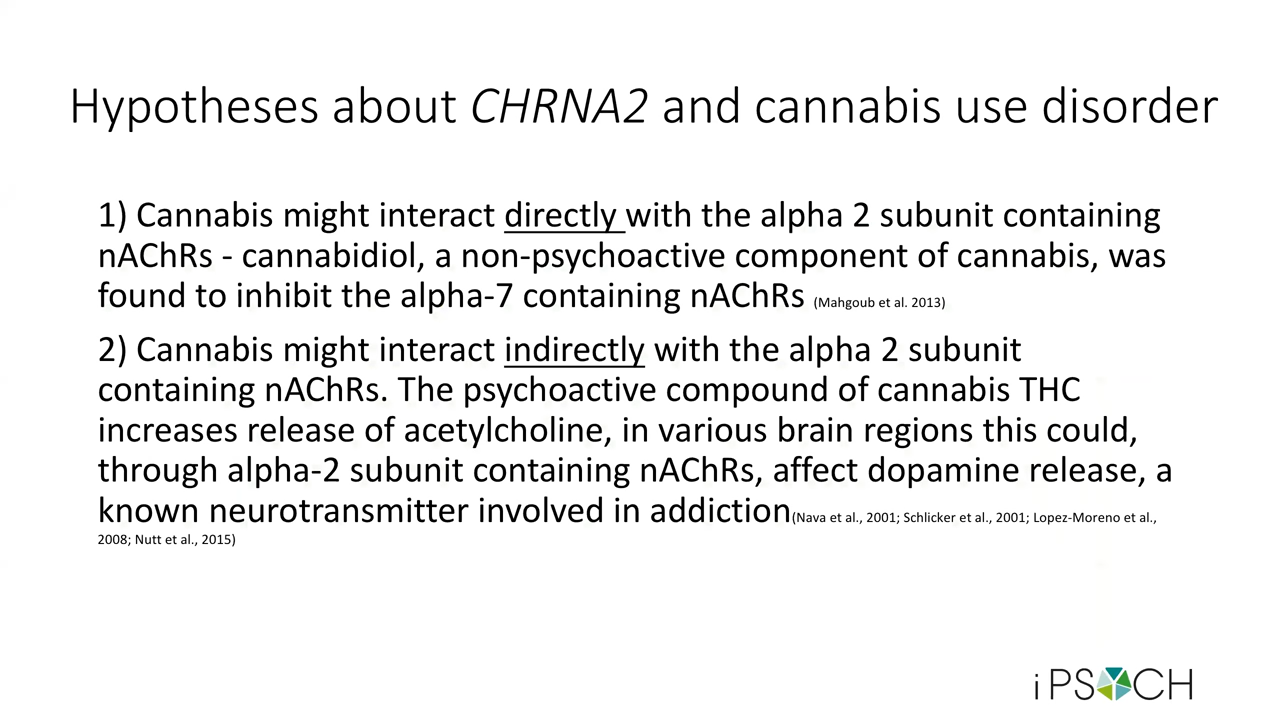 Hypotheses about CHRNA2 and cannabis use disorder
1) Cannabis might interact directly with the alpha 2 subunit containing
nAChRs - cannabidiol, a non-psychoactive component of cannabis, was
found to inhibit the alpha-7 containing nAChRs (Mahgoub et al. 2013)
2) Cannabis might interact indirectly with the alpha 2 subunit
containing nAChRs. The psychoactive compound of cannabis THC
increases release of acetylcholine, in various brain regions this could,
through alpha-2 subunit containing nAChRs, affect dopamine release, a
known neurotransmitter involved in addiction(Nava et al., 2001; Schlicker et al., 2001; Lopez-Moreno et al.,
2008; Nutt et al., 2015)
iPSYCH